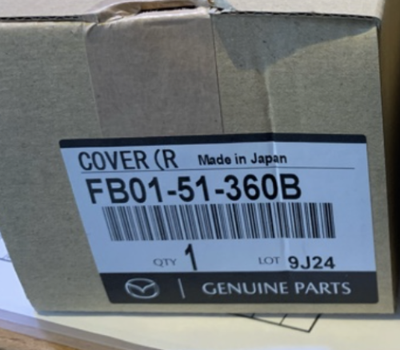 COVER (R Made in Japan
FB01-51-360B
QTY 1 LOT 9J24
GENUINE PARTS